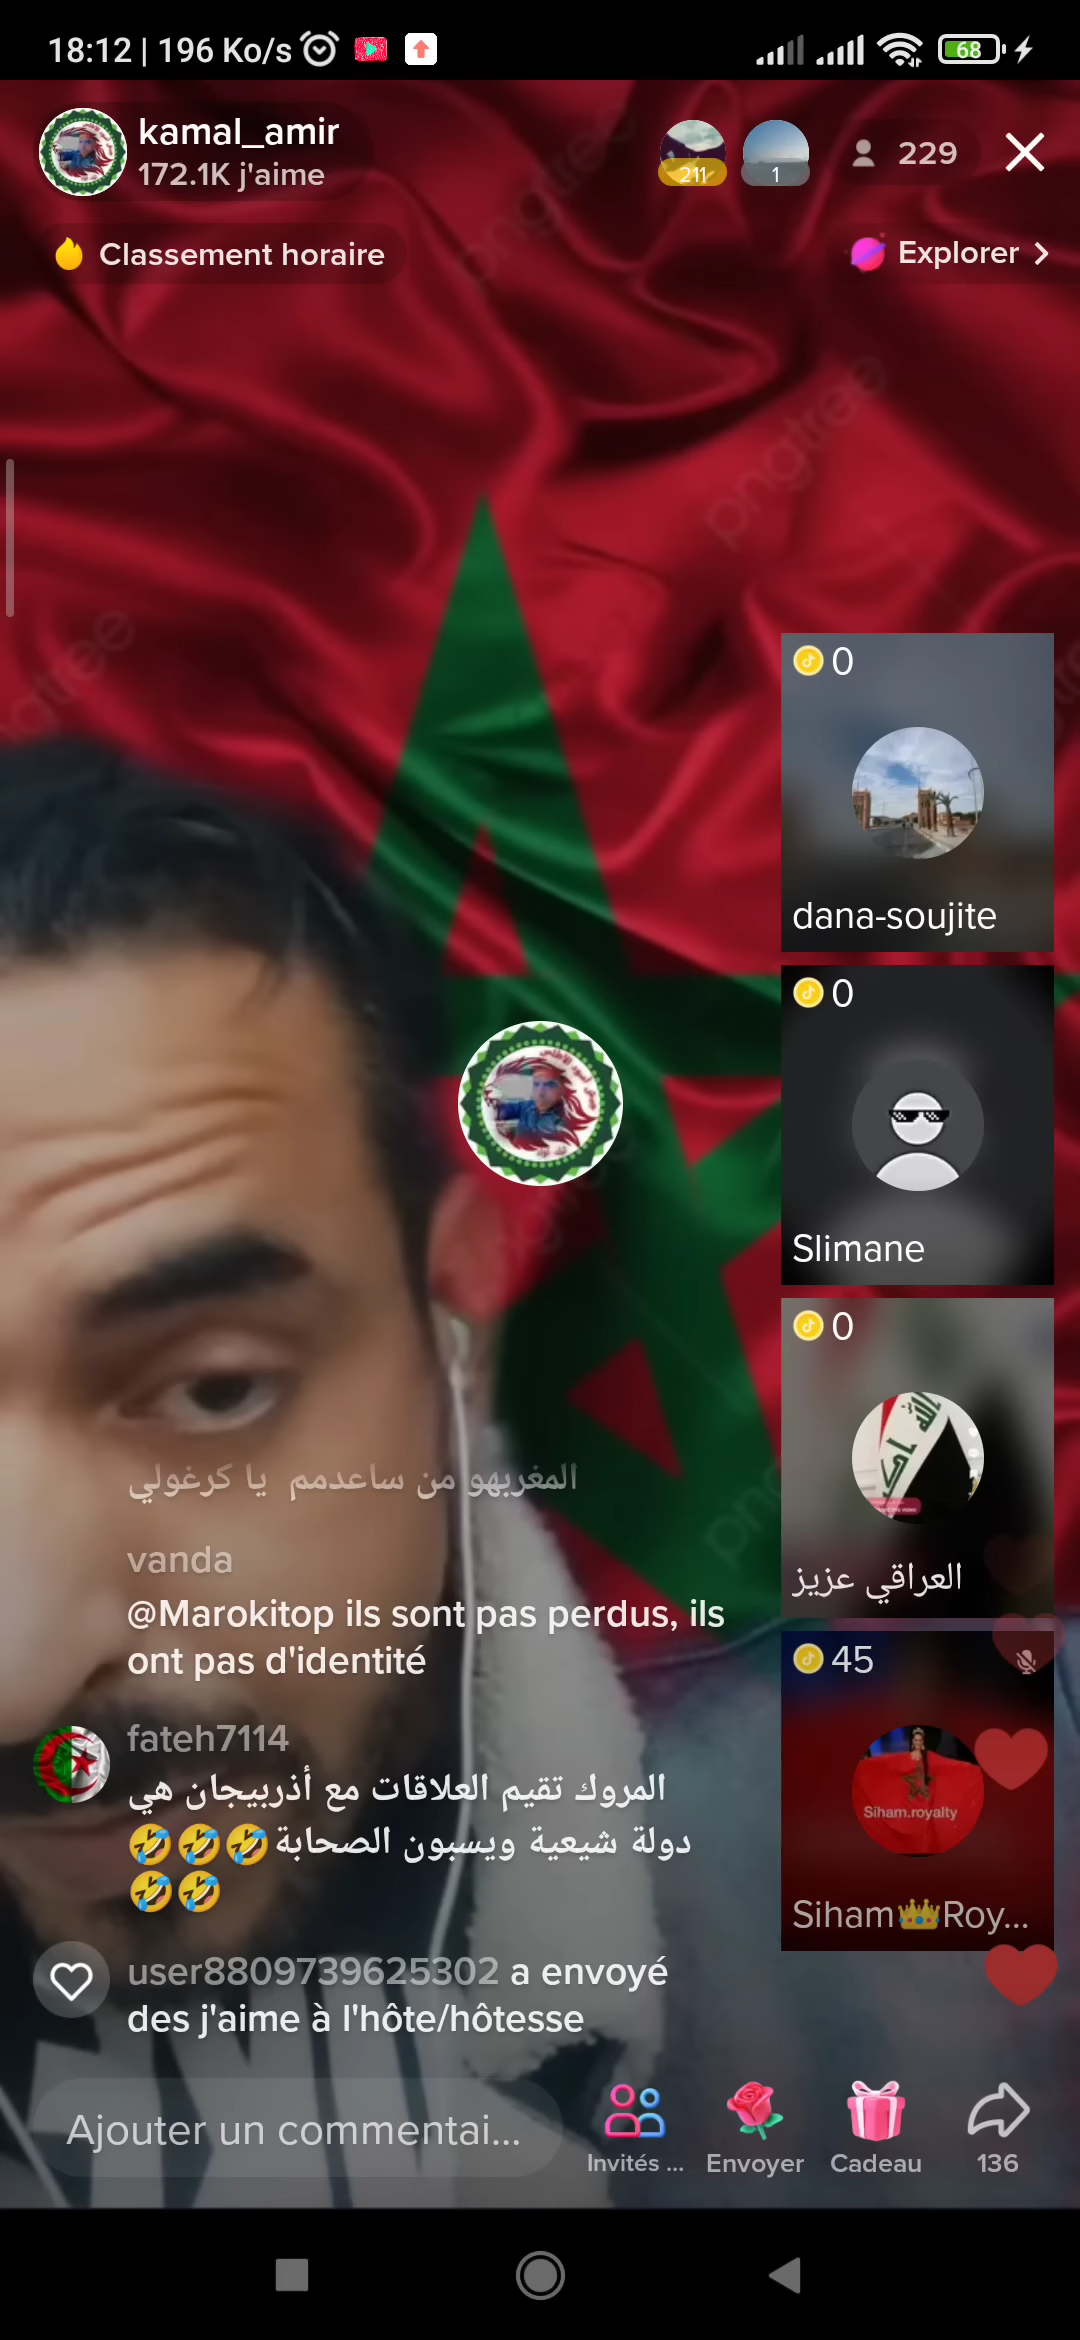 18:12 | 196 Ko/s
68
kamal_amir
172.1K j'aime
211
1
229
Classement horaire
Explorer
pngtree
pngtree
pngtree
0
dana-soujite
0
Slimane
0
العراقي عزيز
45
Siham.royalty
Siham👑Roy...
المغربهو من ساعدمم يا كرغولي
vanda
@Marokitop ils sont pas perdus, ils
ont pas d'identité
fateh7114
المروك تقيم العلاقات مع أذربيجان هي
دولة شيعية ويسبون الصحابة🤣🤣🤣
🤣🤣
user8809739625302 a envoyé
des j'aime à l'hôte/hôtesse
Ajouter un commentai...
Invités ...
Envoyer
Cadeau
136